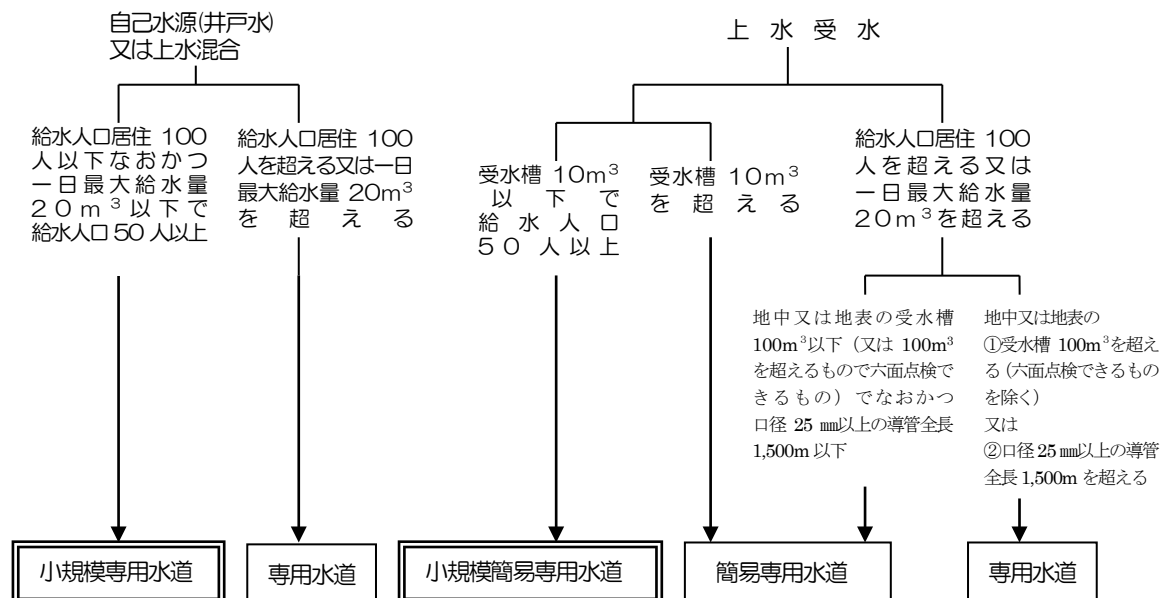 自己水源(井戸水)
又は上水混合
上水受水
給水人口居住 100
人以下なおかつ
一日最大給水量
20m³以下で
給水人口50人以上
給水人口居住 100
人を超える又は一日
最大給水量 20m³
を超える
受水槽 10m³
以下で
給水人口
50人以上
受水槽 10m³
を超える
給水人口居住 100
人を超える又は
一日最大給水量
20m³を超える
地中又は地表の受水槽
100m³以下（又は 100m³
を超えるもので六面点検で
きるもの）でなおかつ
口径 25 ㎜以上の導管全長
1,500m 以下
地中又は地表の
①受水槽 100m³を超え
る（六面点検できるもの
を除く）
又は
②口径 25 ㎜以上の導管
全長 1,500m を超える
小規模専用水道
専用水道
小規模簡易専用水道
簡易専用水道
専用水道